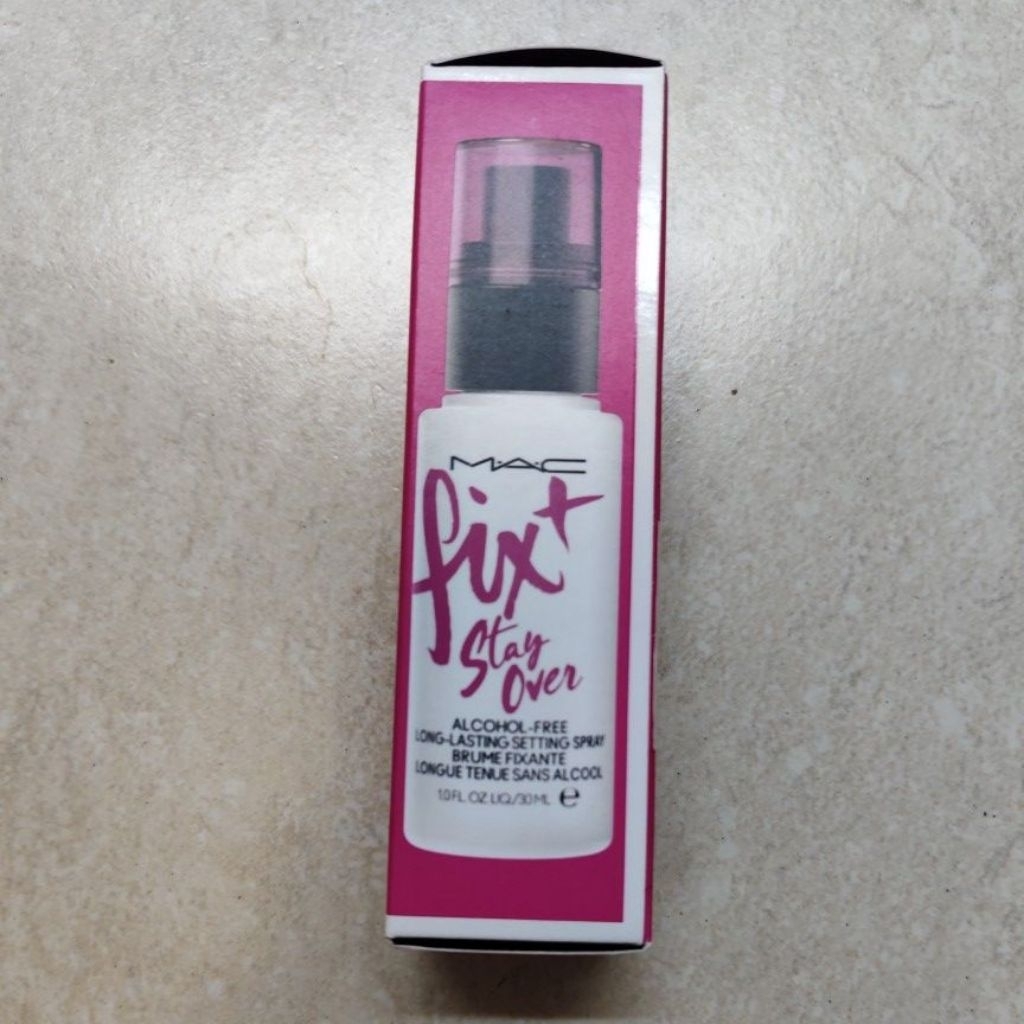 M·A·C
fix+
Stay
Over
ALCOHOL-FREE
LONG-LASTING SETTING SPRAY
BRUME FIXANTE
LONGUE TENUE SANS ALCOOL
1.0 FL. OZ. LIQ./30 ML ℮